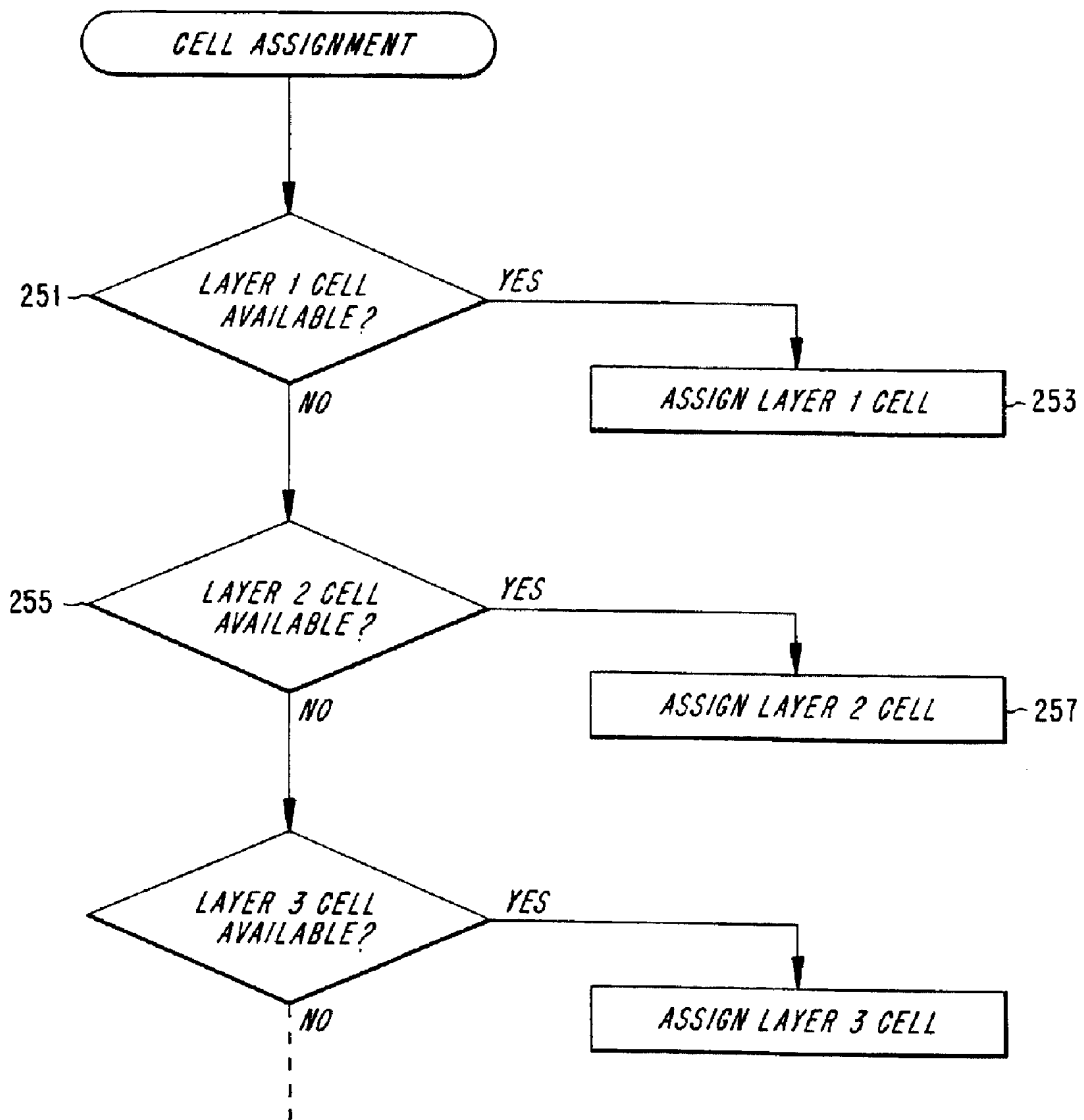 CELL ASSIGNMENT
251
LAYER 1 CELL
AVAILABLE?
YES
NO
ASSIGN LAYER 1 CELL
253
255
LAYER 2 CELL
AVAILABLE?
YES
NO
ASSIGN LAYER 2 CELL
257
LAYER 3 CELL
AVAILABLE?
YES
NO
ASSIGN LAYER 3 CELL